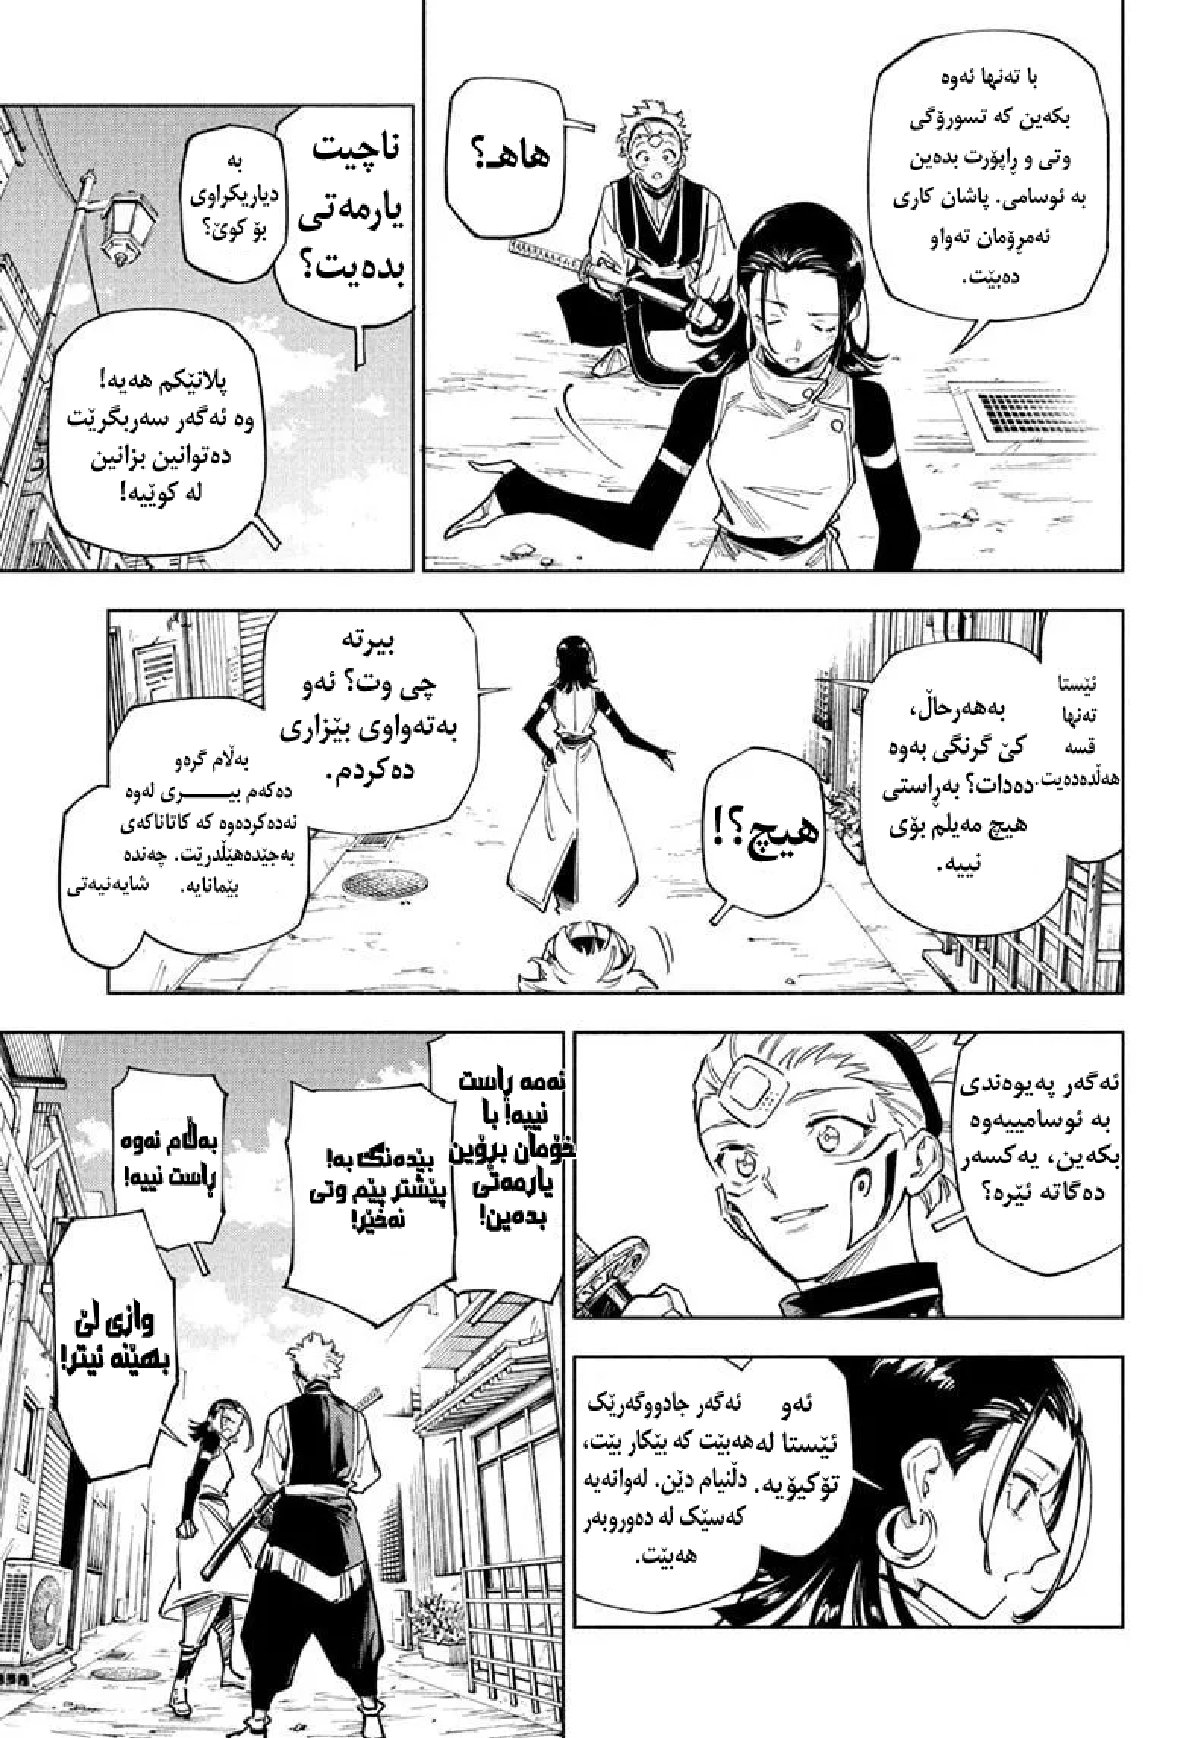 با تەنها ئەوە
بکەین کە تسورۆگی
وتی و ڕاپۆرت بدەین
بە ئوسامی. پاشان کاری
ئەمڕۆمان تەواو
دەبێت.
هاهـ؟
ناچیت
یارمەتی
بدەیت؟
بە
دیاریکراوی
بۆ کوێ؟
پلانێکم هەیە!
وە ئەگەر سەربگرێت
دەتوانین بزانین
لە کوێیە!
ئێستا
تەنها
قسە
هەڵدەدەیت.
بەهەرحاڵ،
کێ گرنگی بەوە
دەدات؟ بەڕاستی
هیچ مەیلم بۆی
نییە.
هیچ؟!
بیرتە
چی وت؟ ئەو
بەتەواوی بێزاری
دەکردم.
بەڵام گرەو
دەکەم بیـــــری لەوە
نەدەکردەوە کە کاتاناکەی
بەجێدەهێڵدرێت. چەندە
بێمانایە.
شایەنیەتی
ئەگەر پەیوەندی
بە ئوسامییەوە
بکەین، یەکسەر
دەگاتە ئێرە؟
ئەو
ئێستا لە
تۆکیۆیە.
ئەگەر جادووگەرێک
هەبێت کە بێکار بێت،
دڵنیام دێن. لەوانەیە
کەسێک لە دەوروبەر
هەبێت.
ئەمە ڕاست
نییە! با
خۆمان بڕۆین
یارمەتی
بدەین!
بێدەنگ بە!
پێشتر پێم وتی
نەخێر!
بەڵام ئەوە
ڕاست نییە!
وازی لێ
بهێنە ئیتر!